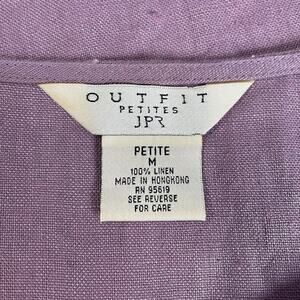 OUTFIT
PETITES
JPR
PETITE
M
100% LINEN
MADE IN HONGKONG
RN 95619
SEE REVERSE
FOR CARE